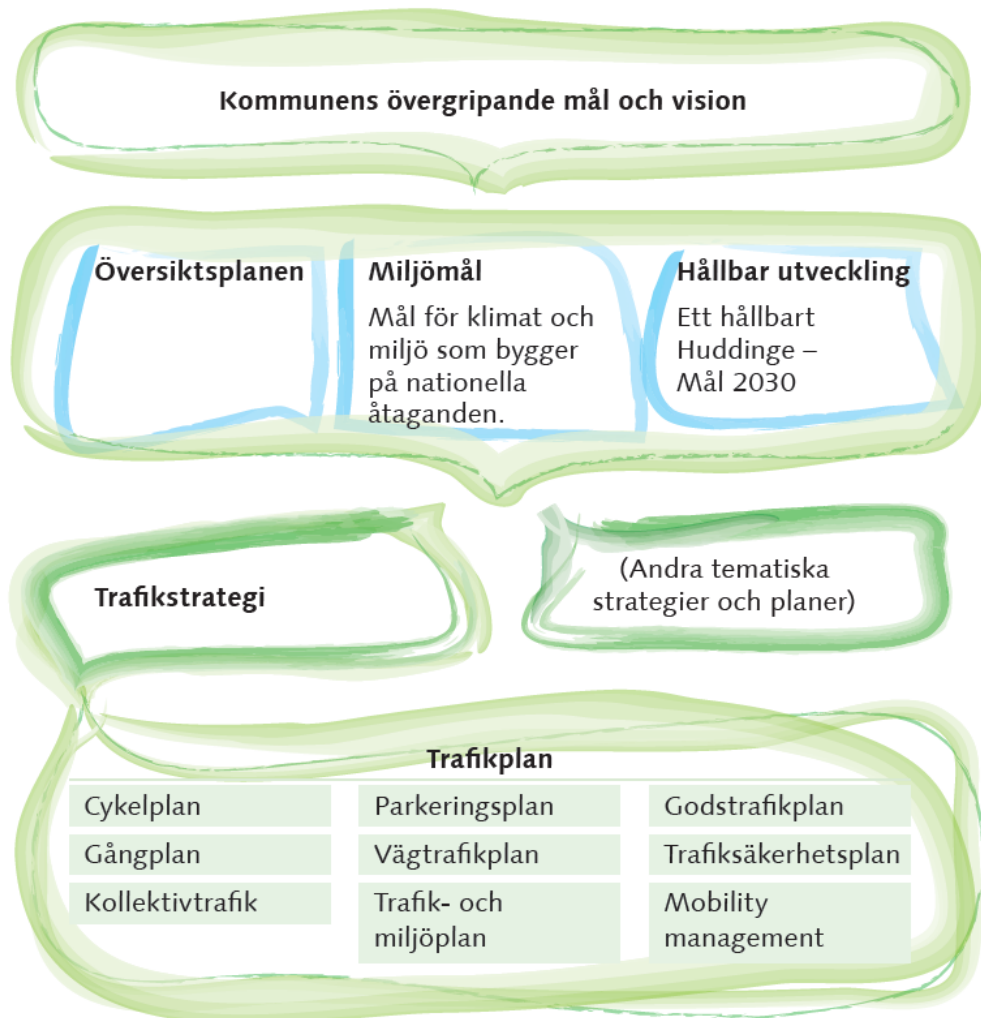 Kommunens övergripande mål och vision
Översiktsplanen
Miljömål
Mål för klimat och
miljö som bygger
på nationella
åtaganden.
Hållbar utveckling
Ett hållbart
Huddinge –
Mål 2030
Trafikstrategi
(Andra tematiska
strategier och planer)
Trafikplan
Cykelplan
Gångplan
Kollektivtrafik
Parkeringsplan
Vägtrafikplan
Trafik- och
miljöplan
Godstrafikplan
Trafiksäkerhetsplan
Mobility
management